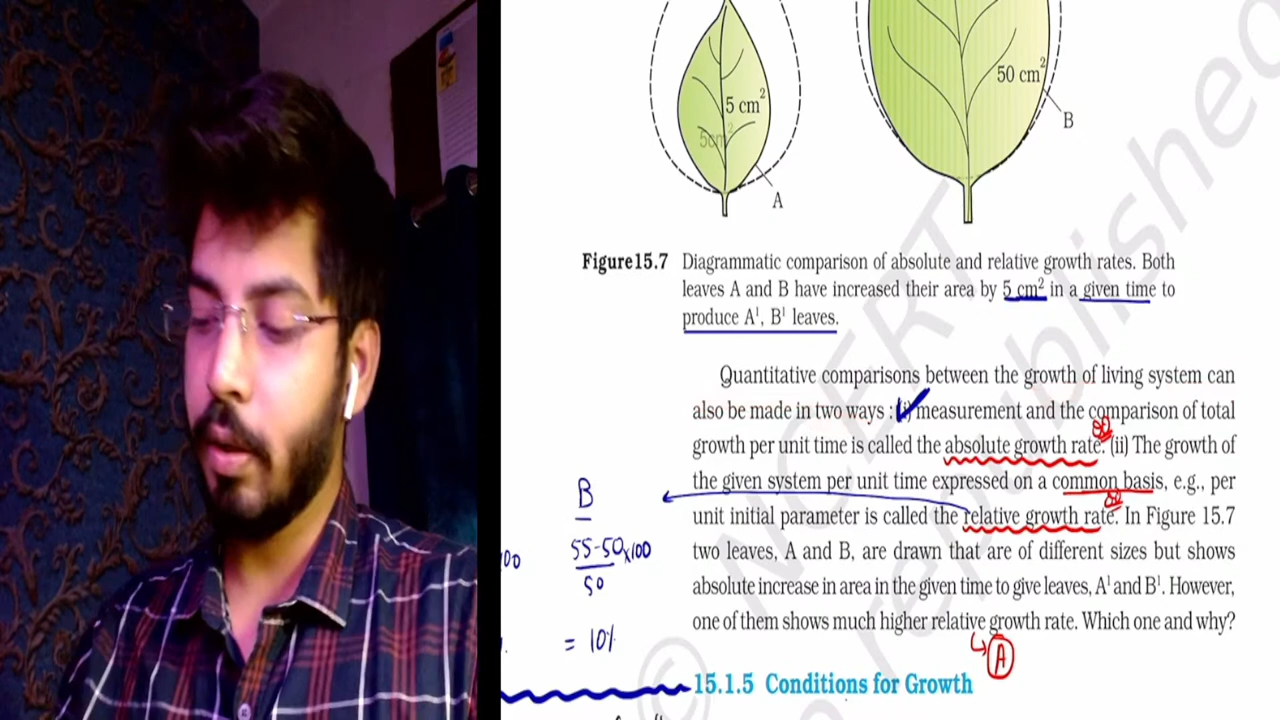 5 cm²
5cm²
A
50 cm²
B
Figure 15.7 Diagrammatic comparison of absolute and relative growth rates. Both
leaves A and B have increased their area by 5 cm² in a given time to
produce A¹, B¹ leaves.
Quantitative comparisons between the growth of living system can
also be made in two ways : (i) measurement and the comparison of total
growth per unit time is called the absolute growth rate. (ii) The growth of
the given system per unit time expressed on a common basis, e.g., per
unit initial parameter is called the relative growth rate. In Figure 15.7
two leaves, A and B, are drawn that are of different sizes but shows
absolute increase in area in the given time to give leaves, A¹ and B¹. However,
one of them shows much higher relative growth rate. Which one and why?
A
B
55-50 x100
50
= 10%
00
15.1.5 Conditions for Growth
© NCERT
republished